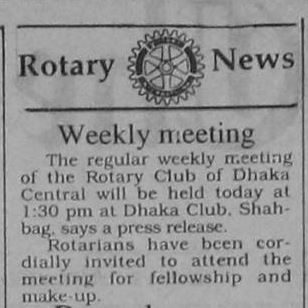 Rotary News
Weekly meeting
The regular weekly meeting
of the Rotary Club of Dhaka
Central will be held today at
1:30 pm at Dhaka Club, Shah-
bag, says a press release.
Rotarians have been cor-
dially invited to attend the
meeting for fellowship and
make-up.